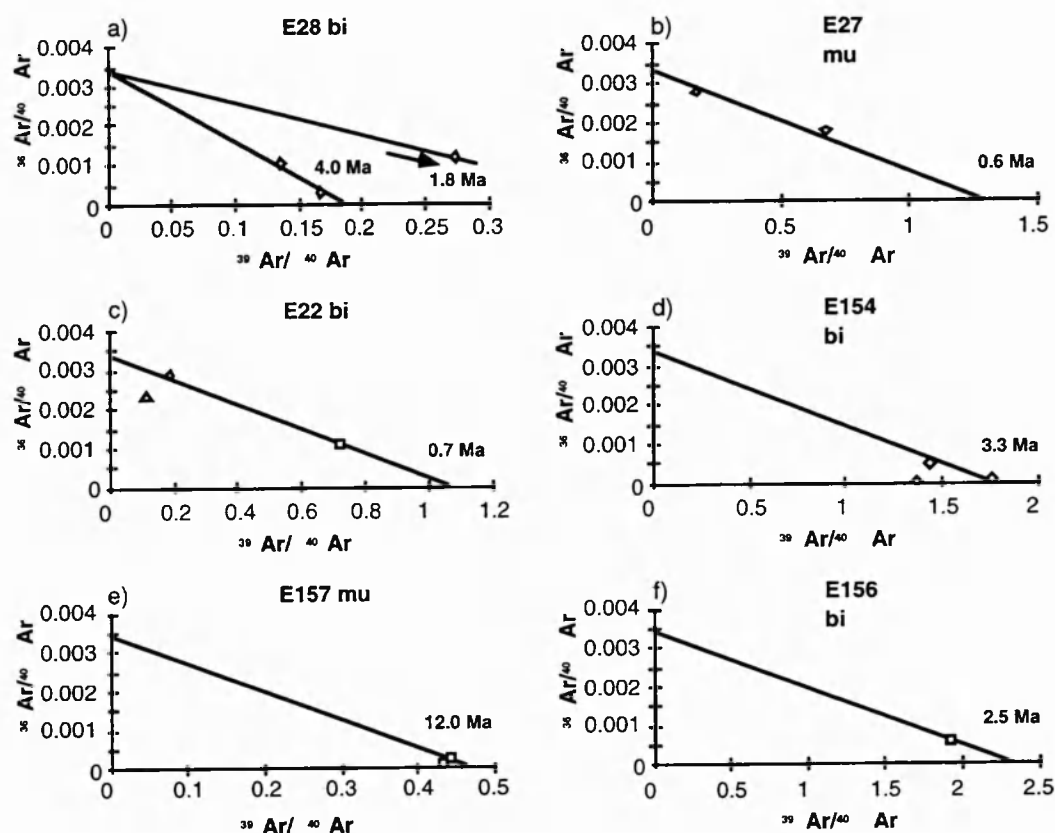 a)
E28 bi
36 Ar/40 Ar
0.004
0.003
0.002
0.001
0
4.0 Ma
1.8 Ma
0 0.05 0.1 0.15 0.2 0.25 0.3
39 Ar/ 40 Ar
b)
E27
mu
36 Ar/40 Ar
0.004
0.003
0.002
0.001
0
0.6 Ma
0 0.5 1 1.5
39 Ar/40 Ar
c)
E22 bi
36 Ar/40 Ar
0.004
0.003
0.002
0.001
0
0.7 Ma
0 0.2 0.4 0.6 0.8 1 1.2
39 Ar/ 40 Ar
d)
E154
bi
36 Ar/40 Ar
0.004
0.003
0.002
0.001
0
3.3 Ma
0 1 1.5 2
39 Ar/40 Ar
e)
E157 mu
36 Ar/40 Ar
0.004
0.003
0.002
0.001
0
12.0 Ma
0 0.1 0.2 0.3 0.4 0.5
39 Ar/ 40 Ar
f)
E156
bi
36 Ar/40 Ar
0.004
0.003
0.002
0.001
0
2.5 Ma
0 0.5 1 1.5 2 2.5
39 Ar/40 Ar